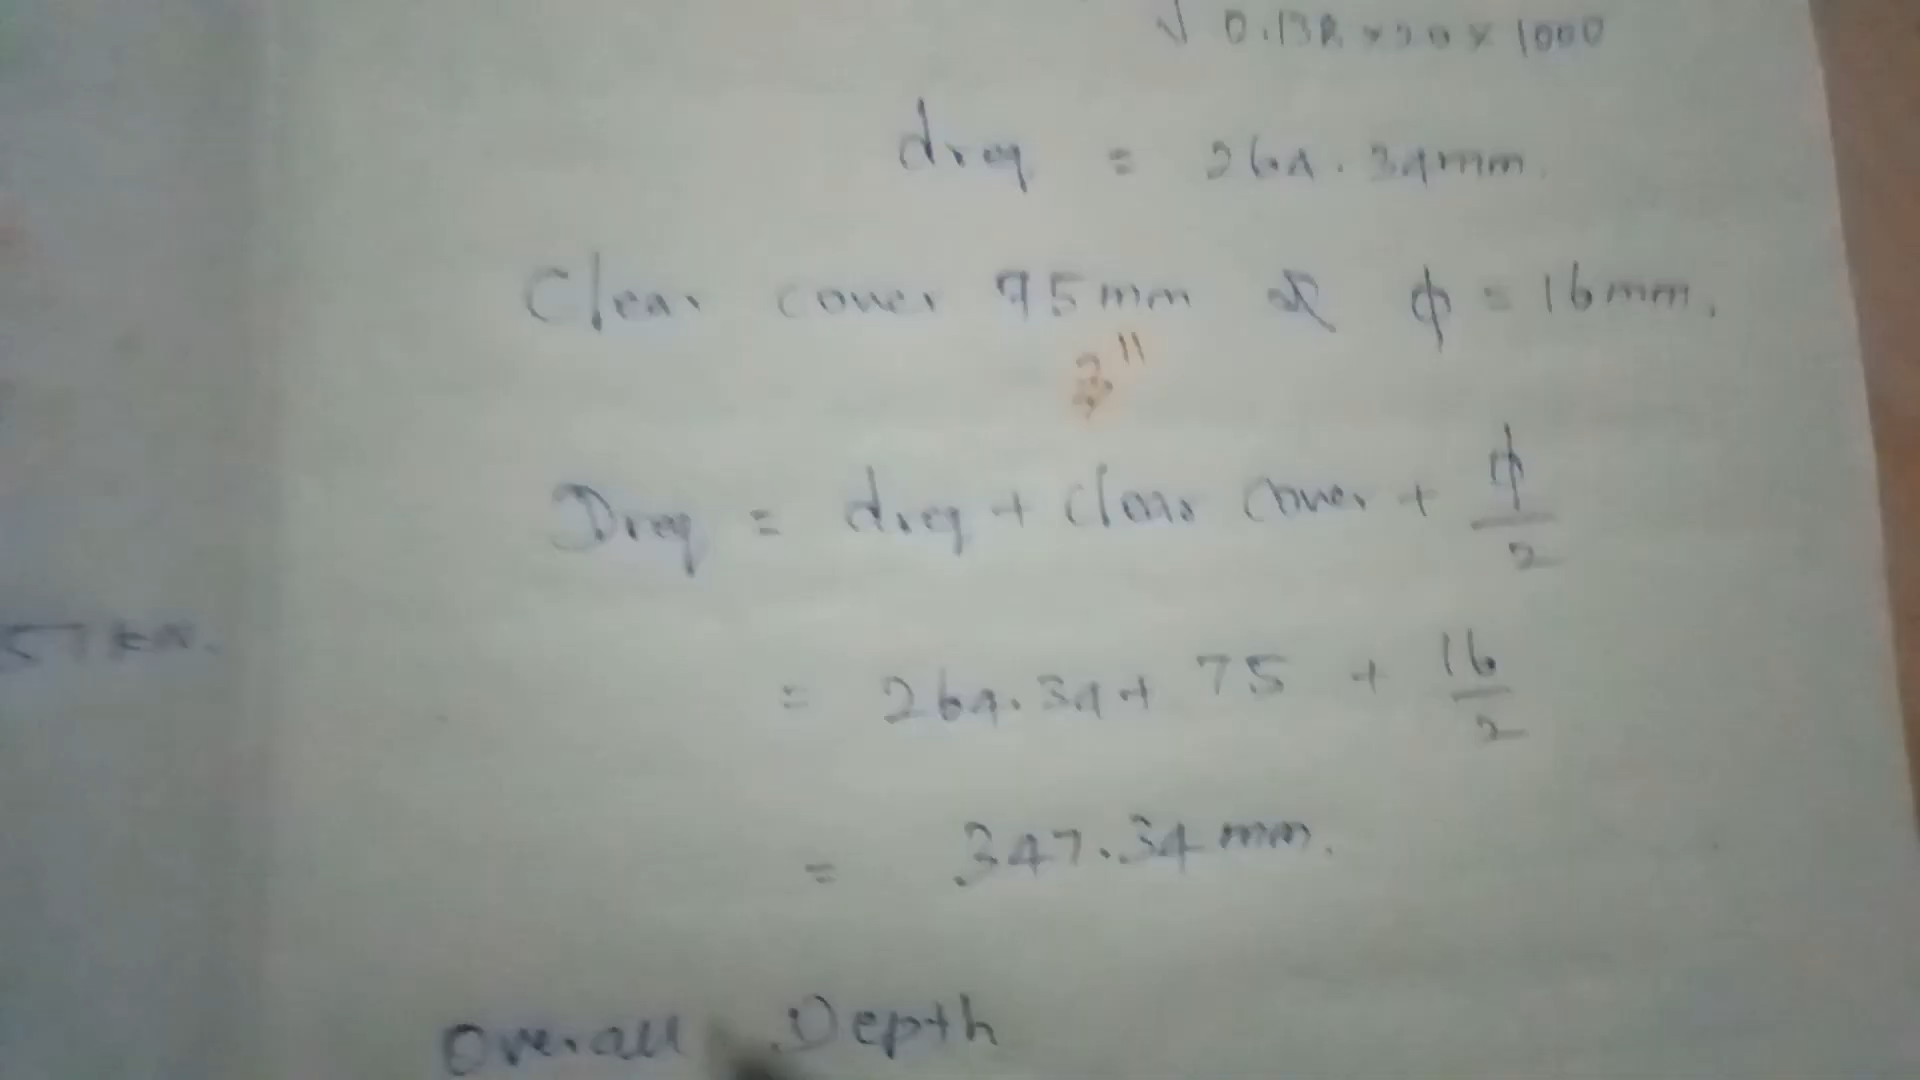 √ 0.138 × 20 × 1000
dreq = 264.34mm.
Clear cover 75mm & ϕ = 16mm.
3"
Dreq = dreq + clear cover + ϕ/2
= 264.34 + 75 + 16/2
= 347.34 mm.
Overall Depth